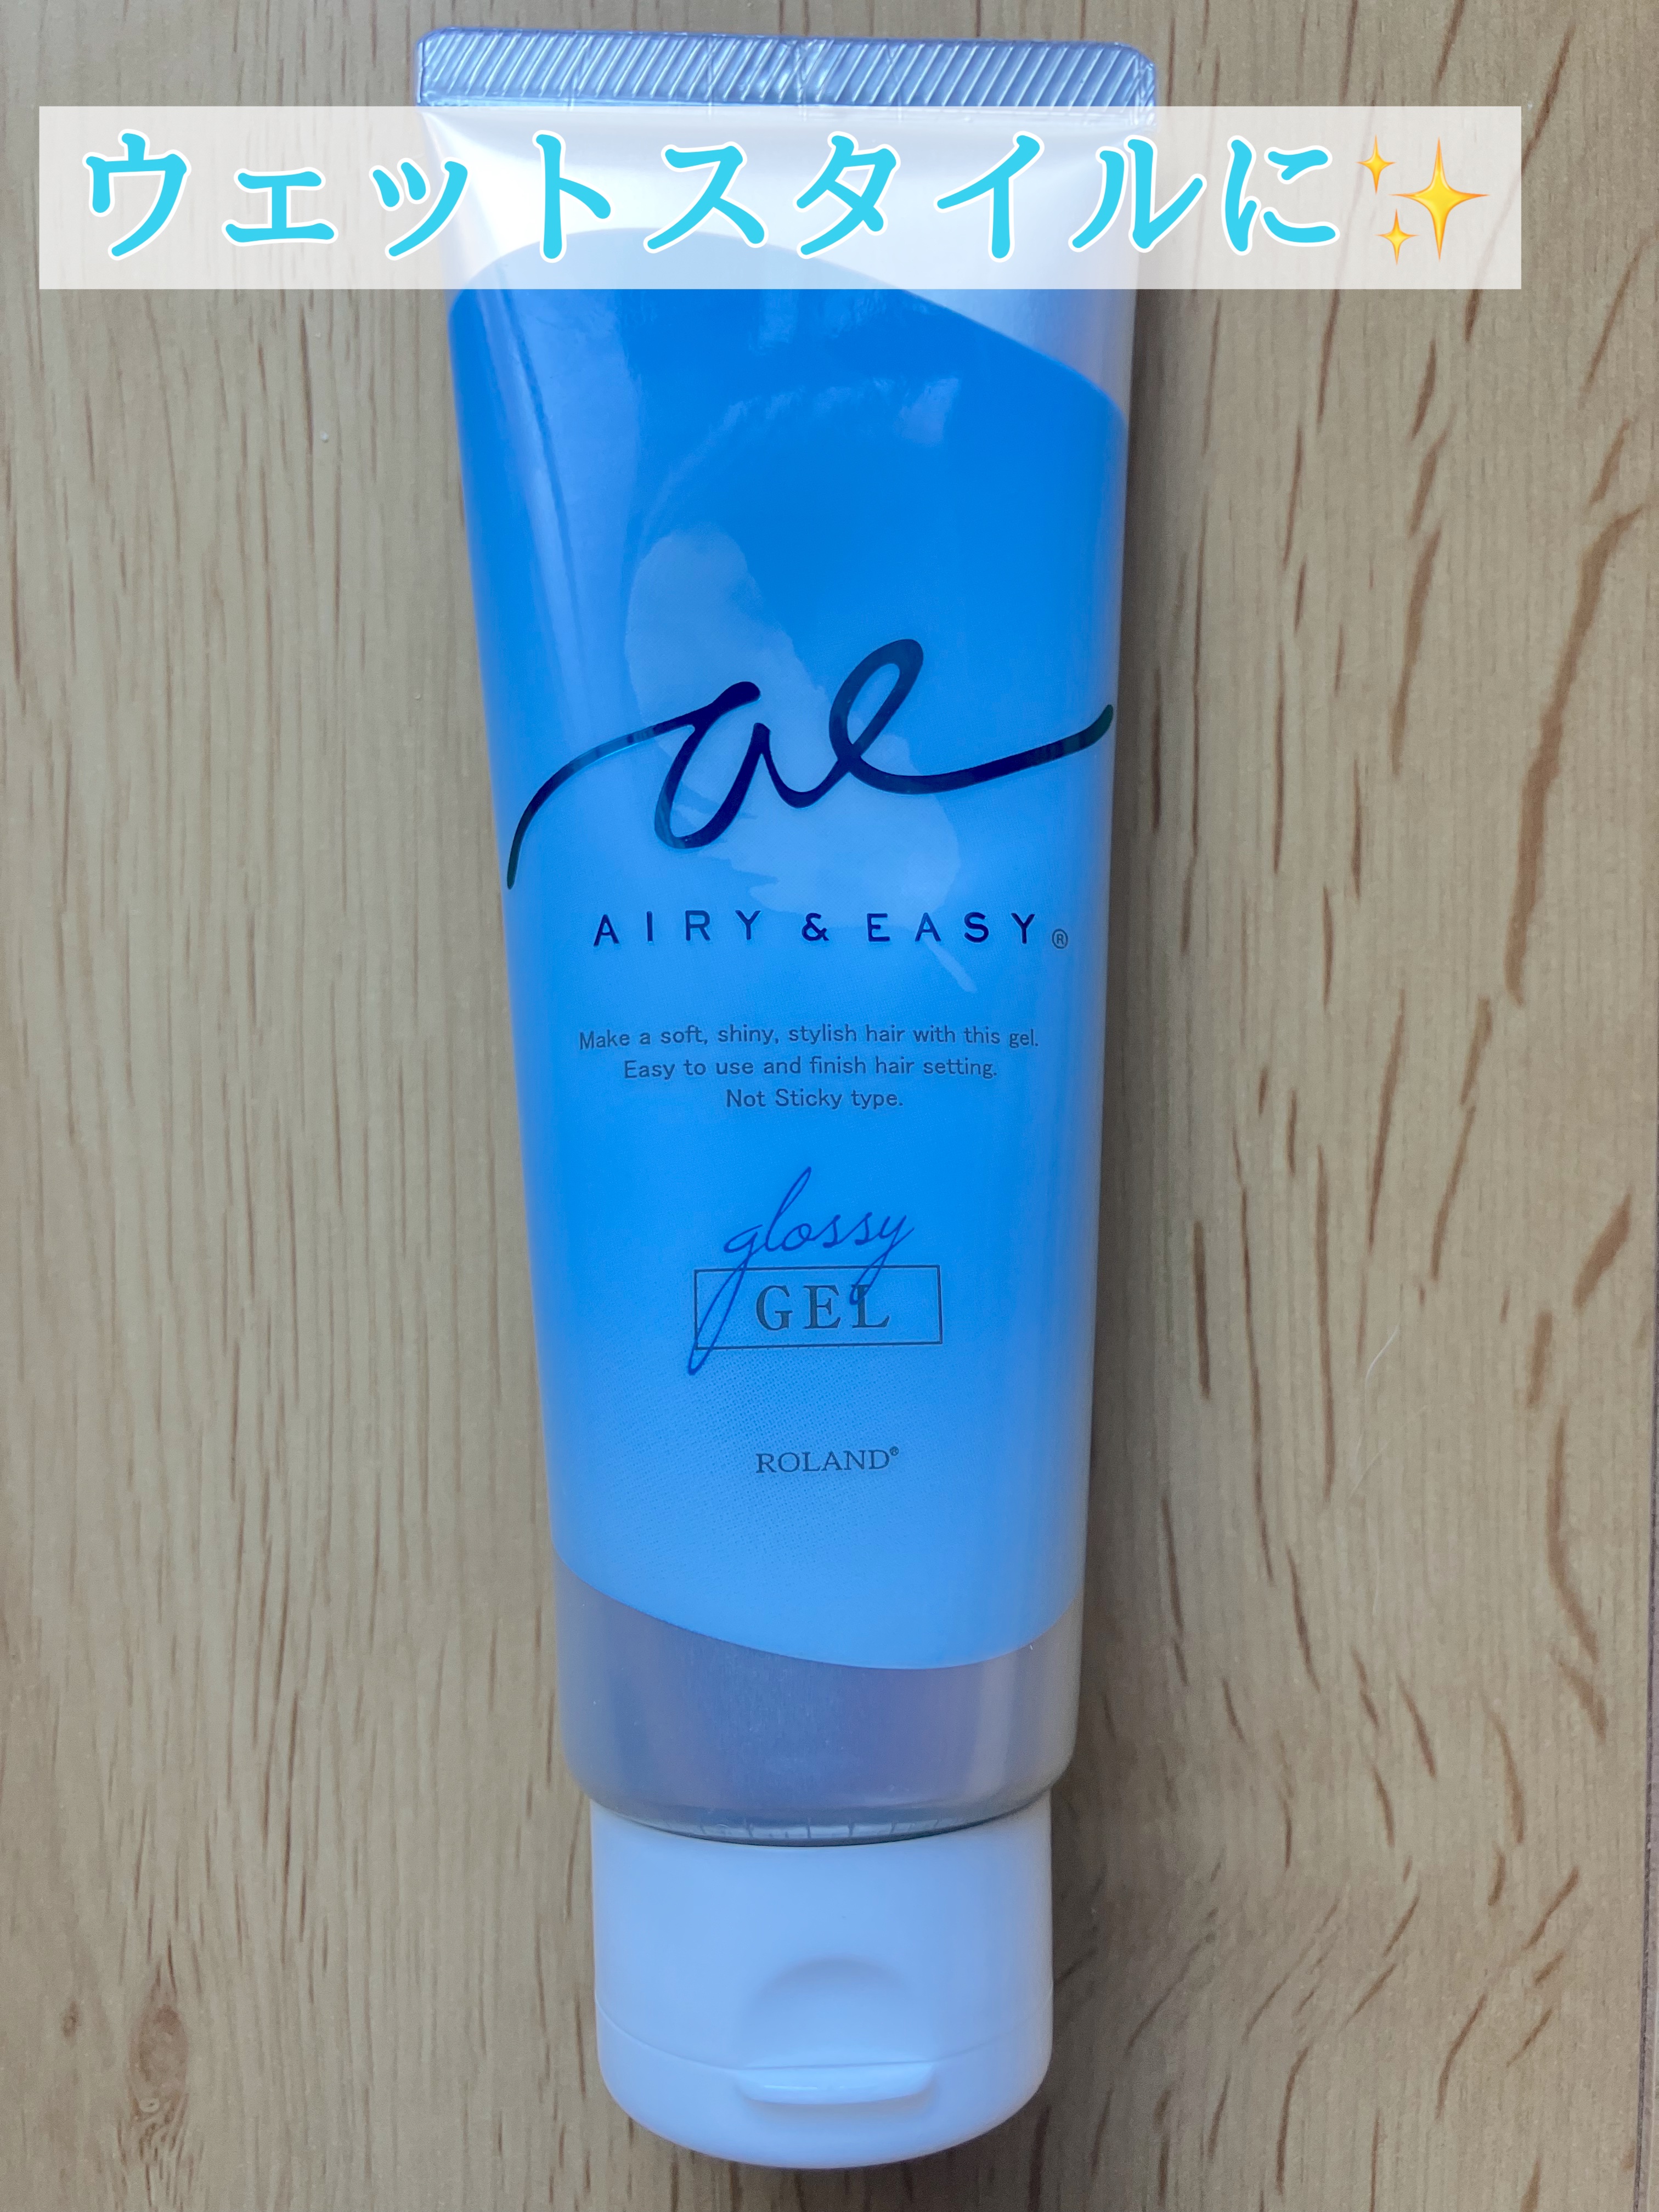 ウェットスタイルに✨
ae
AIRY & EASY®
Make a soft, shiny, stylish hair with this gel.
Easy to use and finish hair setting.
Not Sticky type.
glossy
GEL
ROLAND®